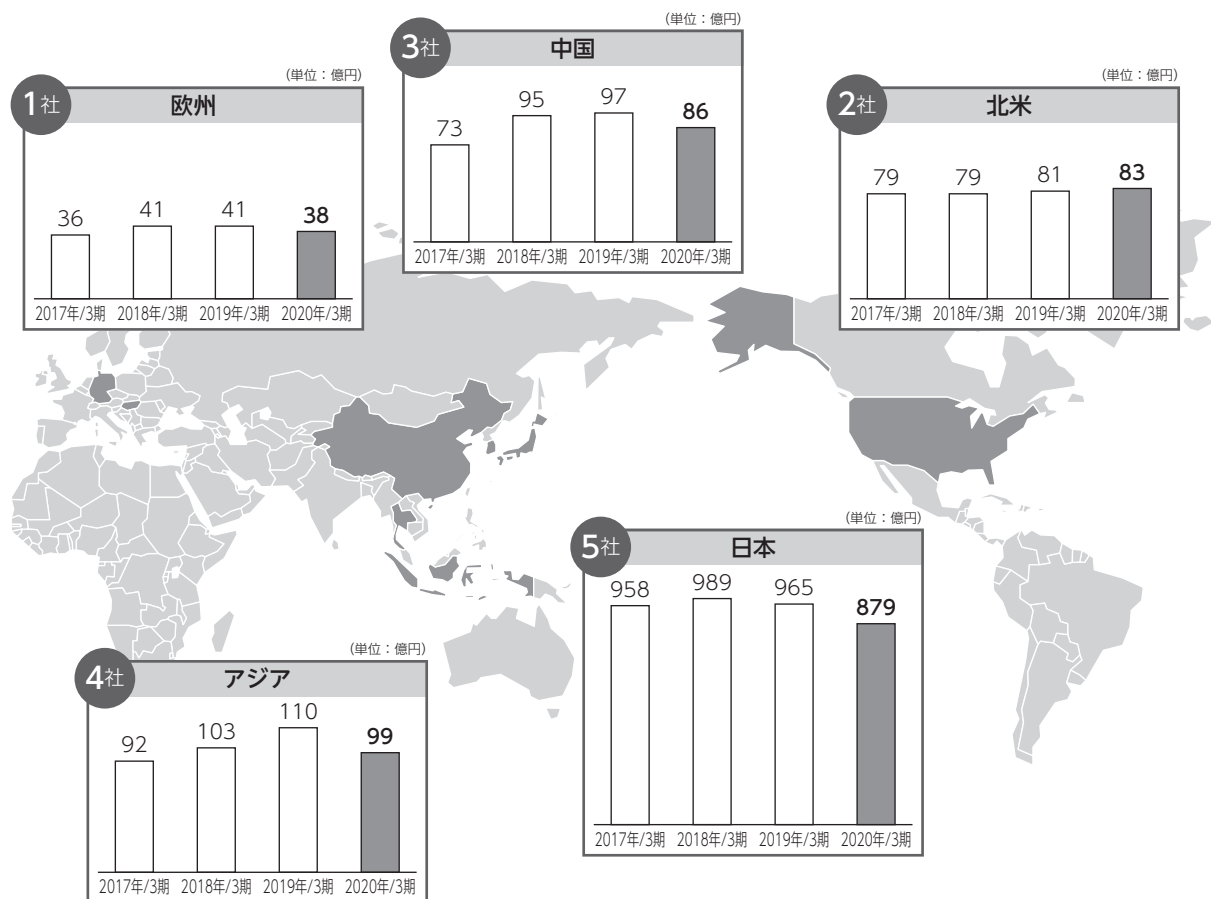 (単位：億円)
3社 中国
73 95 97 86
2017年/3期 2018年/3期 2019年/3期 2020年/3期
(単位：億円)
1社 欧州
36 41 41 38
2017年/3期 2018年/3期 2019年/3期 2020年/3期
(単位：億円)
2社 北米
79 79 81 83
2017年/3期 2018年/3期 2019年/3期 2020年/3期
(単位：億円)
5社 日本
958 989 965 879
2017年/3期 2018年/3期 2019年/3期 2020年/3期
(単位：億円)
4社 アジア
92 103 110 99
2017年/3期 2018年/3期 2019年/3期 2020年/3期